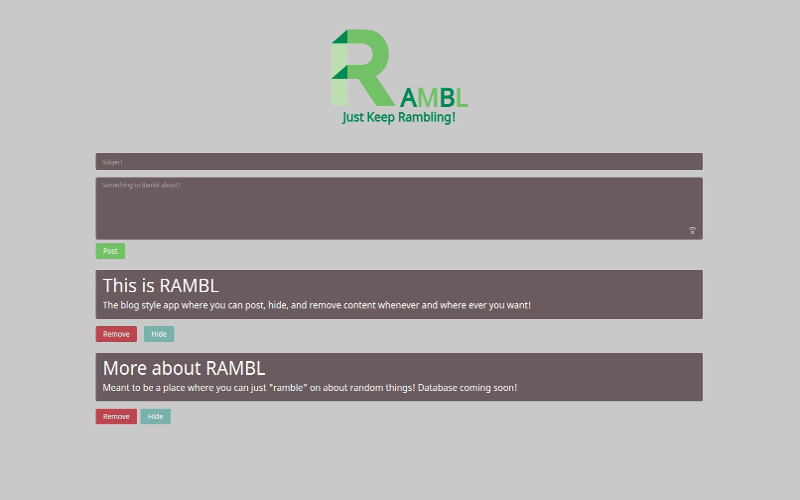 RAMBL
Just Keep Rambling!
Subject
Something to Rambl about?
Post
This is RAMBL
The blog style app where you can post, hide, and remove content whenever and where ever you want!
Remove Hide
More about RAMBL
Meant to be a place where you can just "ramble" on about random things! Database coming soon!
Remove Hide